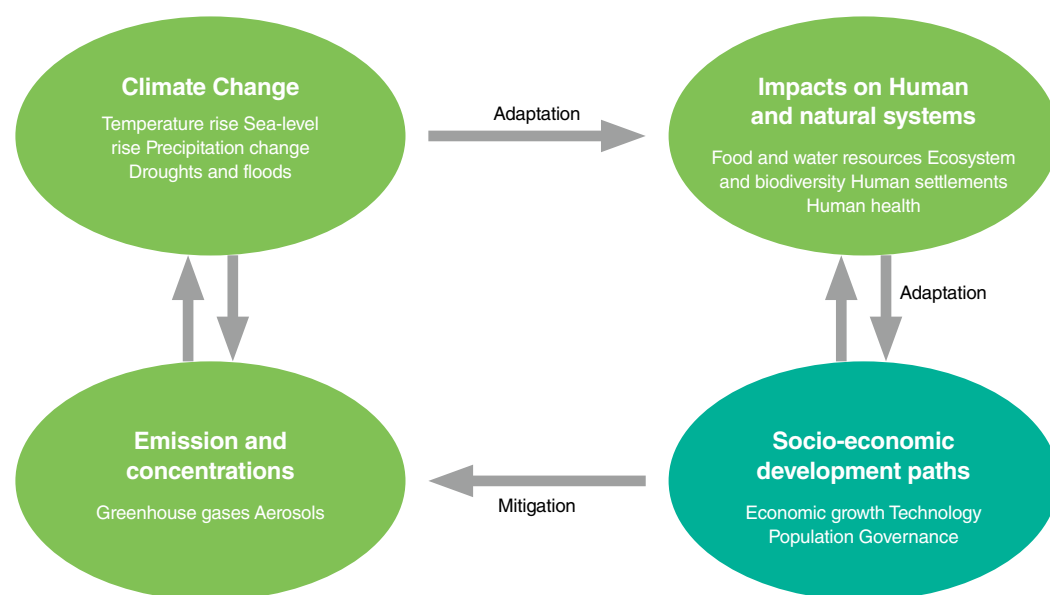 Climate Change
Temperature rise Sea-level
rise Precipitation change
Droughts and floods
Adaptation
Impacts on Human
and natural systems
Food and water resources Ecosystem
and biodiversity Human settlements
Human health
Adaptation
Emission and
concentrations
Greenhouse gases Aerosols
Mitigation
Socio-economic
development paths
Economic growth Technology
Population Governance